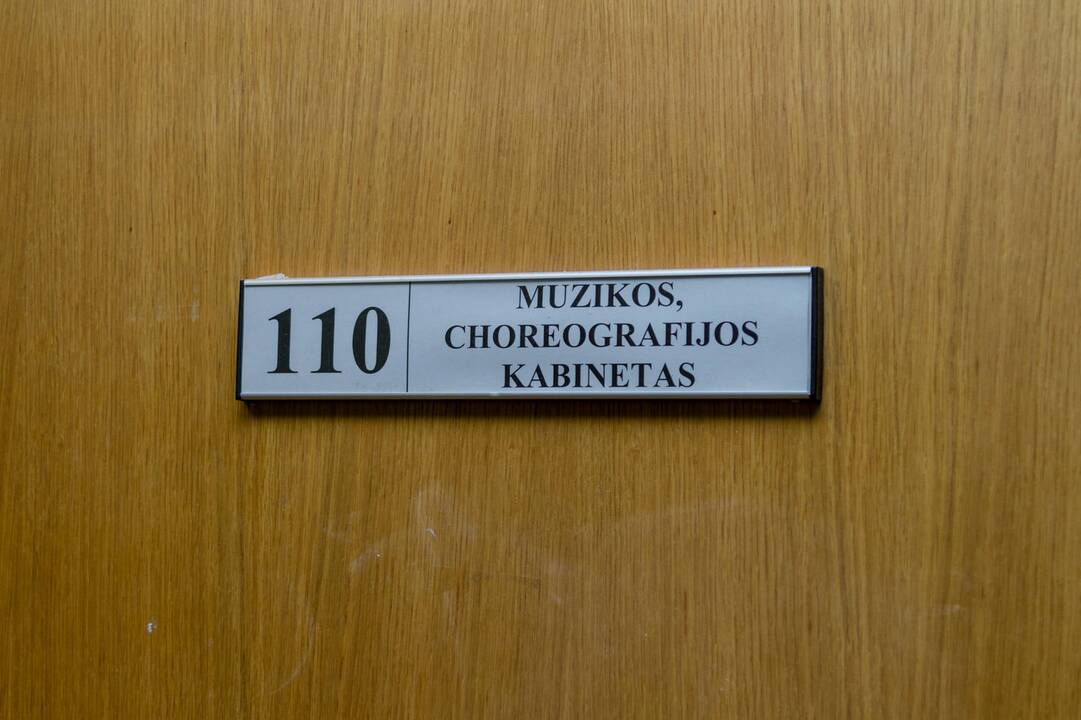 110
MUZIKOS,
CHOREOGRAFIJOS
KABINETAS